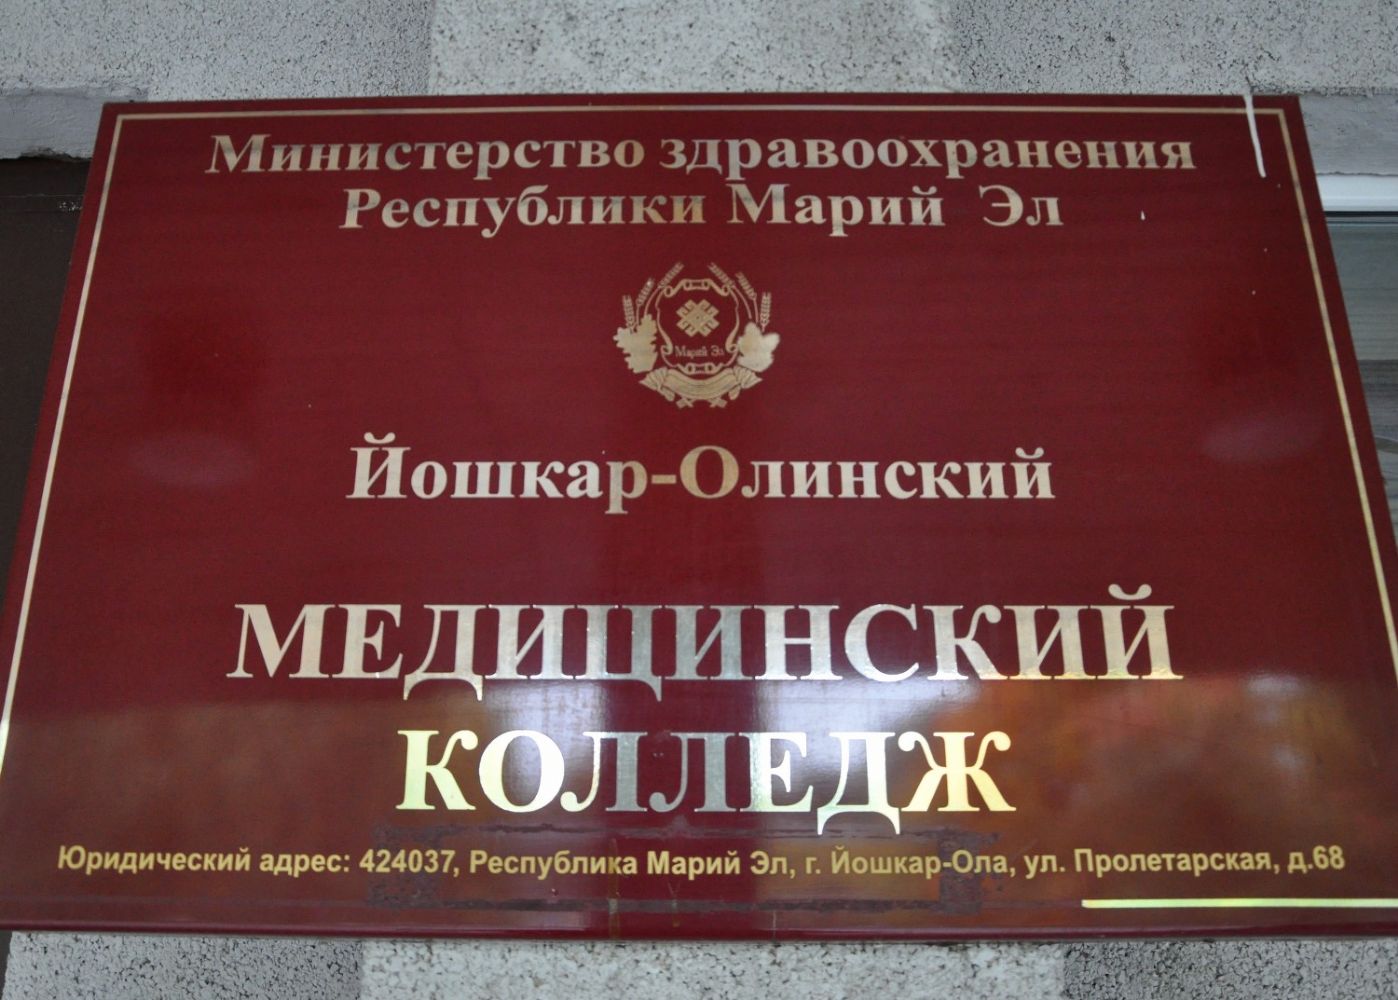 Министерство здравоохранения
Республики Марий Эл
Марий Эл
Йошкар-Олинский
МЕДИЦИНСКИЙ
КОЛЛЕДЖ
Юридический адрес: 424037, Республика Марий Эл, г. Йошкар-Ола, ул. Пролетарская, д.68